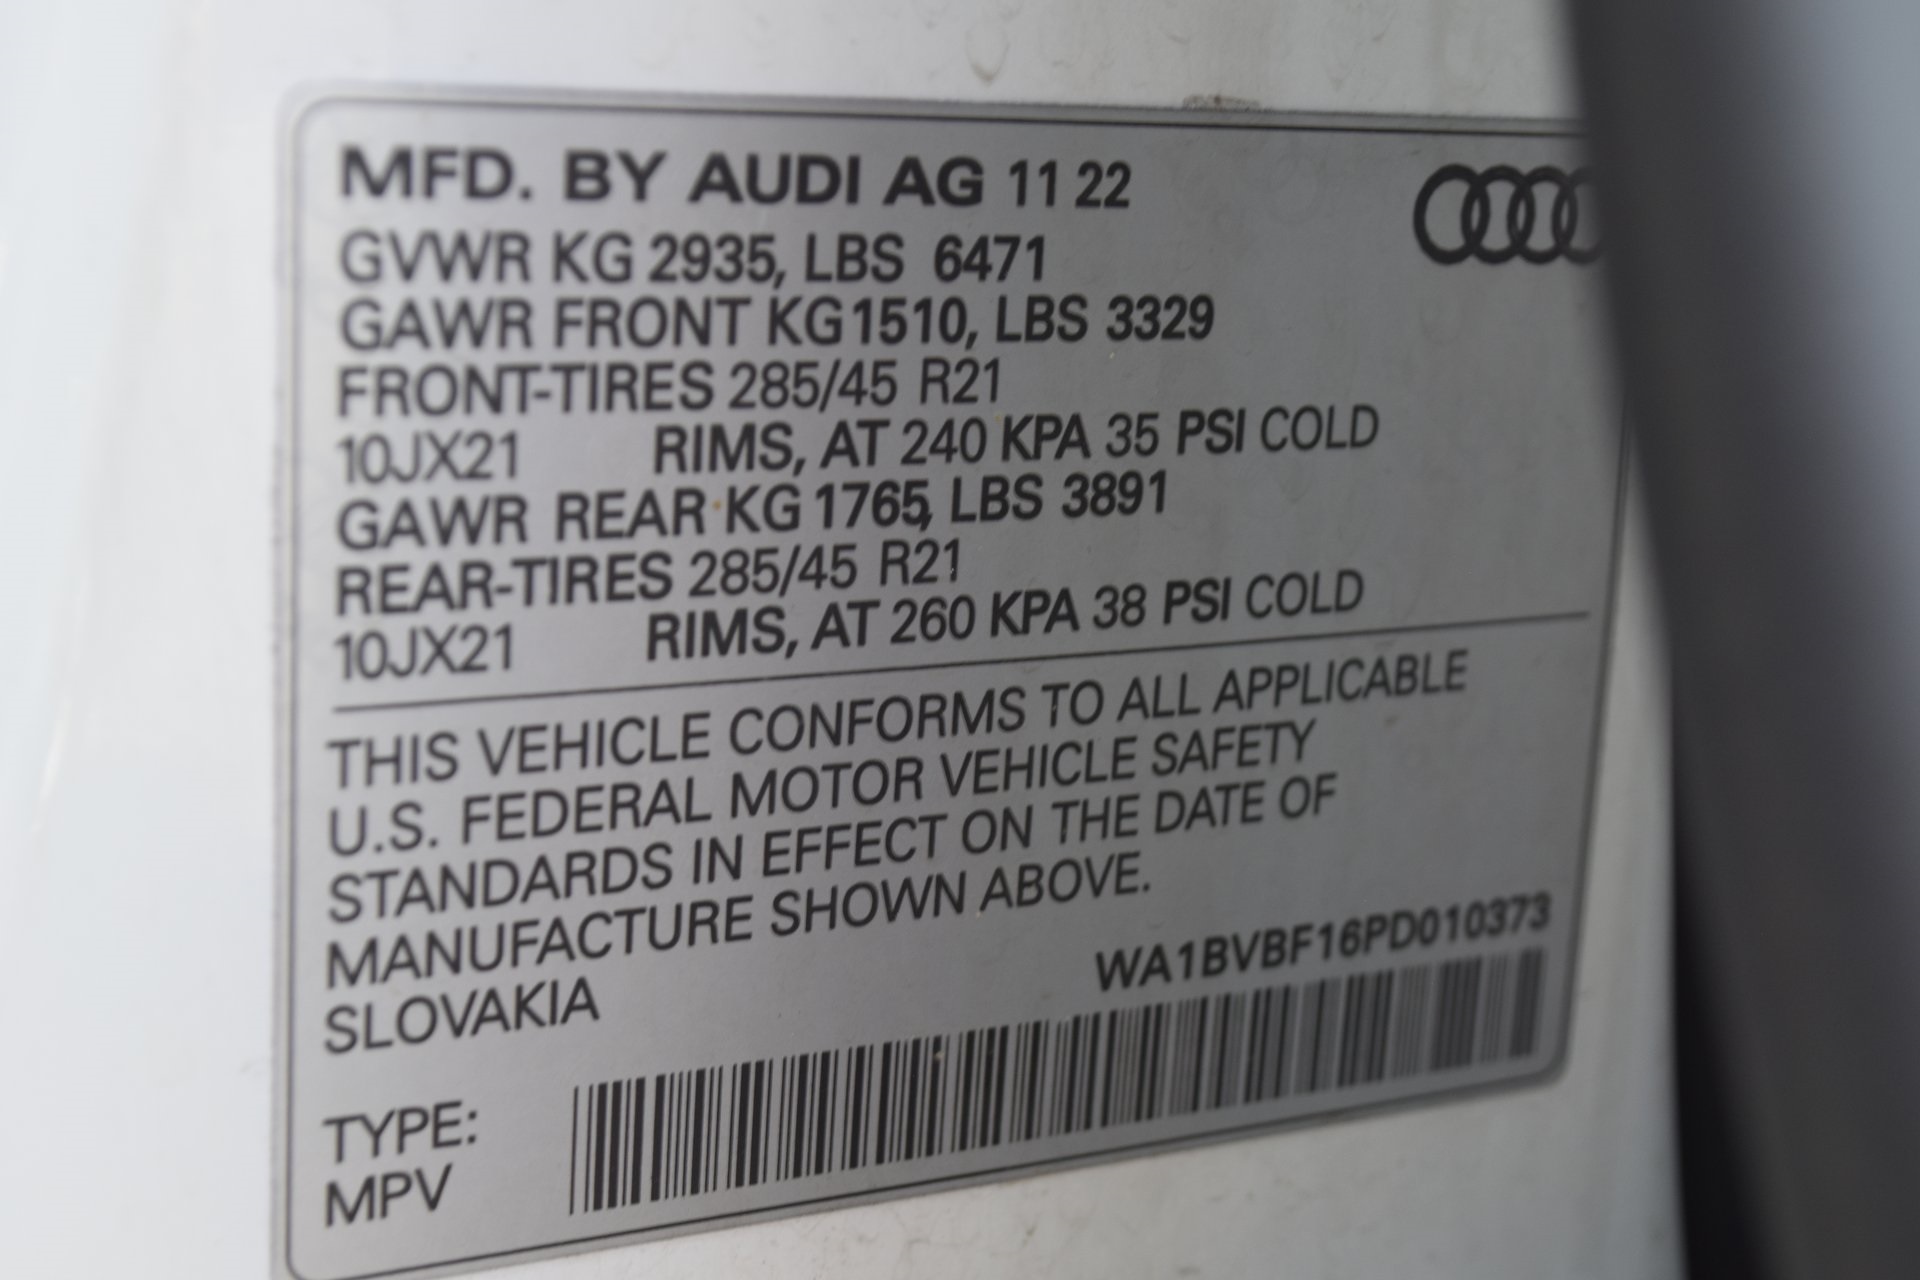 MFD. BY AUDI AG 11 22
GVWR KG 2935, LBS 6471
GAWR FRONT KG 1510, LBS 3329
FRONT-TIRES 285/45 R21
10JX21 RIMS, AT 240 KPA 35 PSI COLD
GAWR REAR KG 1765, LBS 3891
REAR-TIRES 285/45 R21
10JX21 RIMS, AT 260 KPA 38 PSI COLD
THIS VEHICLE CONFORMS TO ALL APPLICABLE
U.S. FEDERAL MOTOR VEHICLE SAFETY
STANDARDS IN EFFECT ON THE DATE OF
MANUFACTURE SHOWN ABOVE.
WA1BVBF16PD010373
SLOVAKIA
TYPE:
MPV